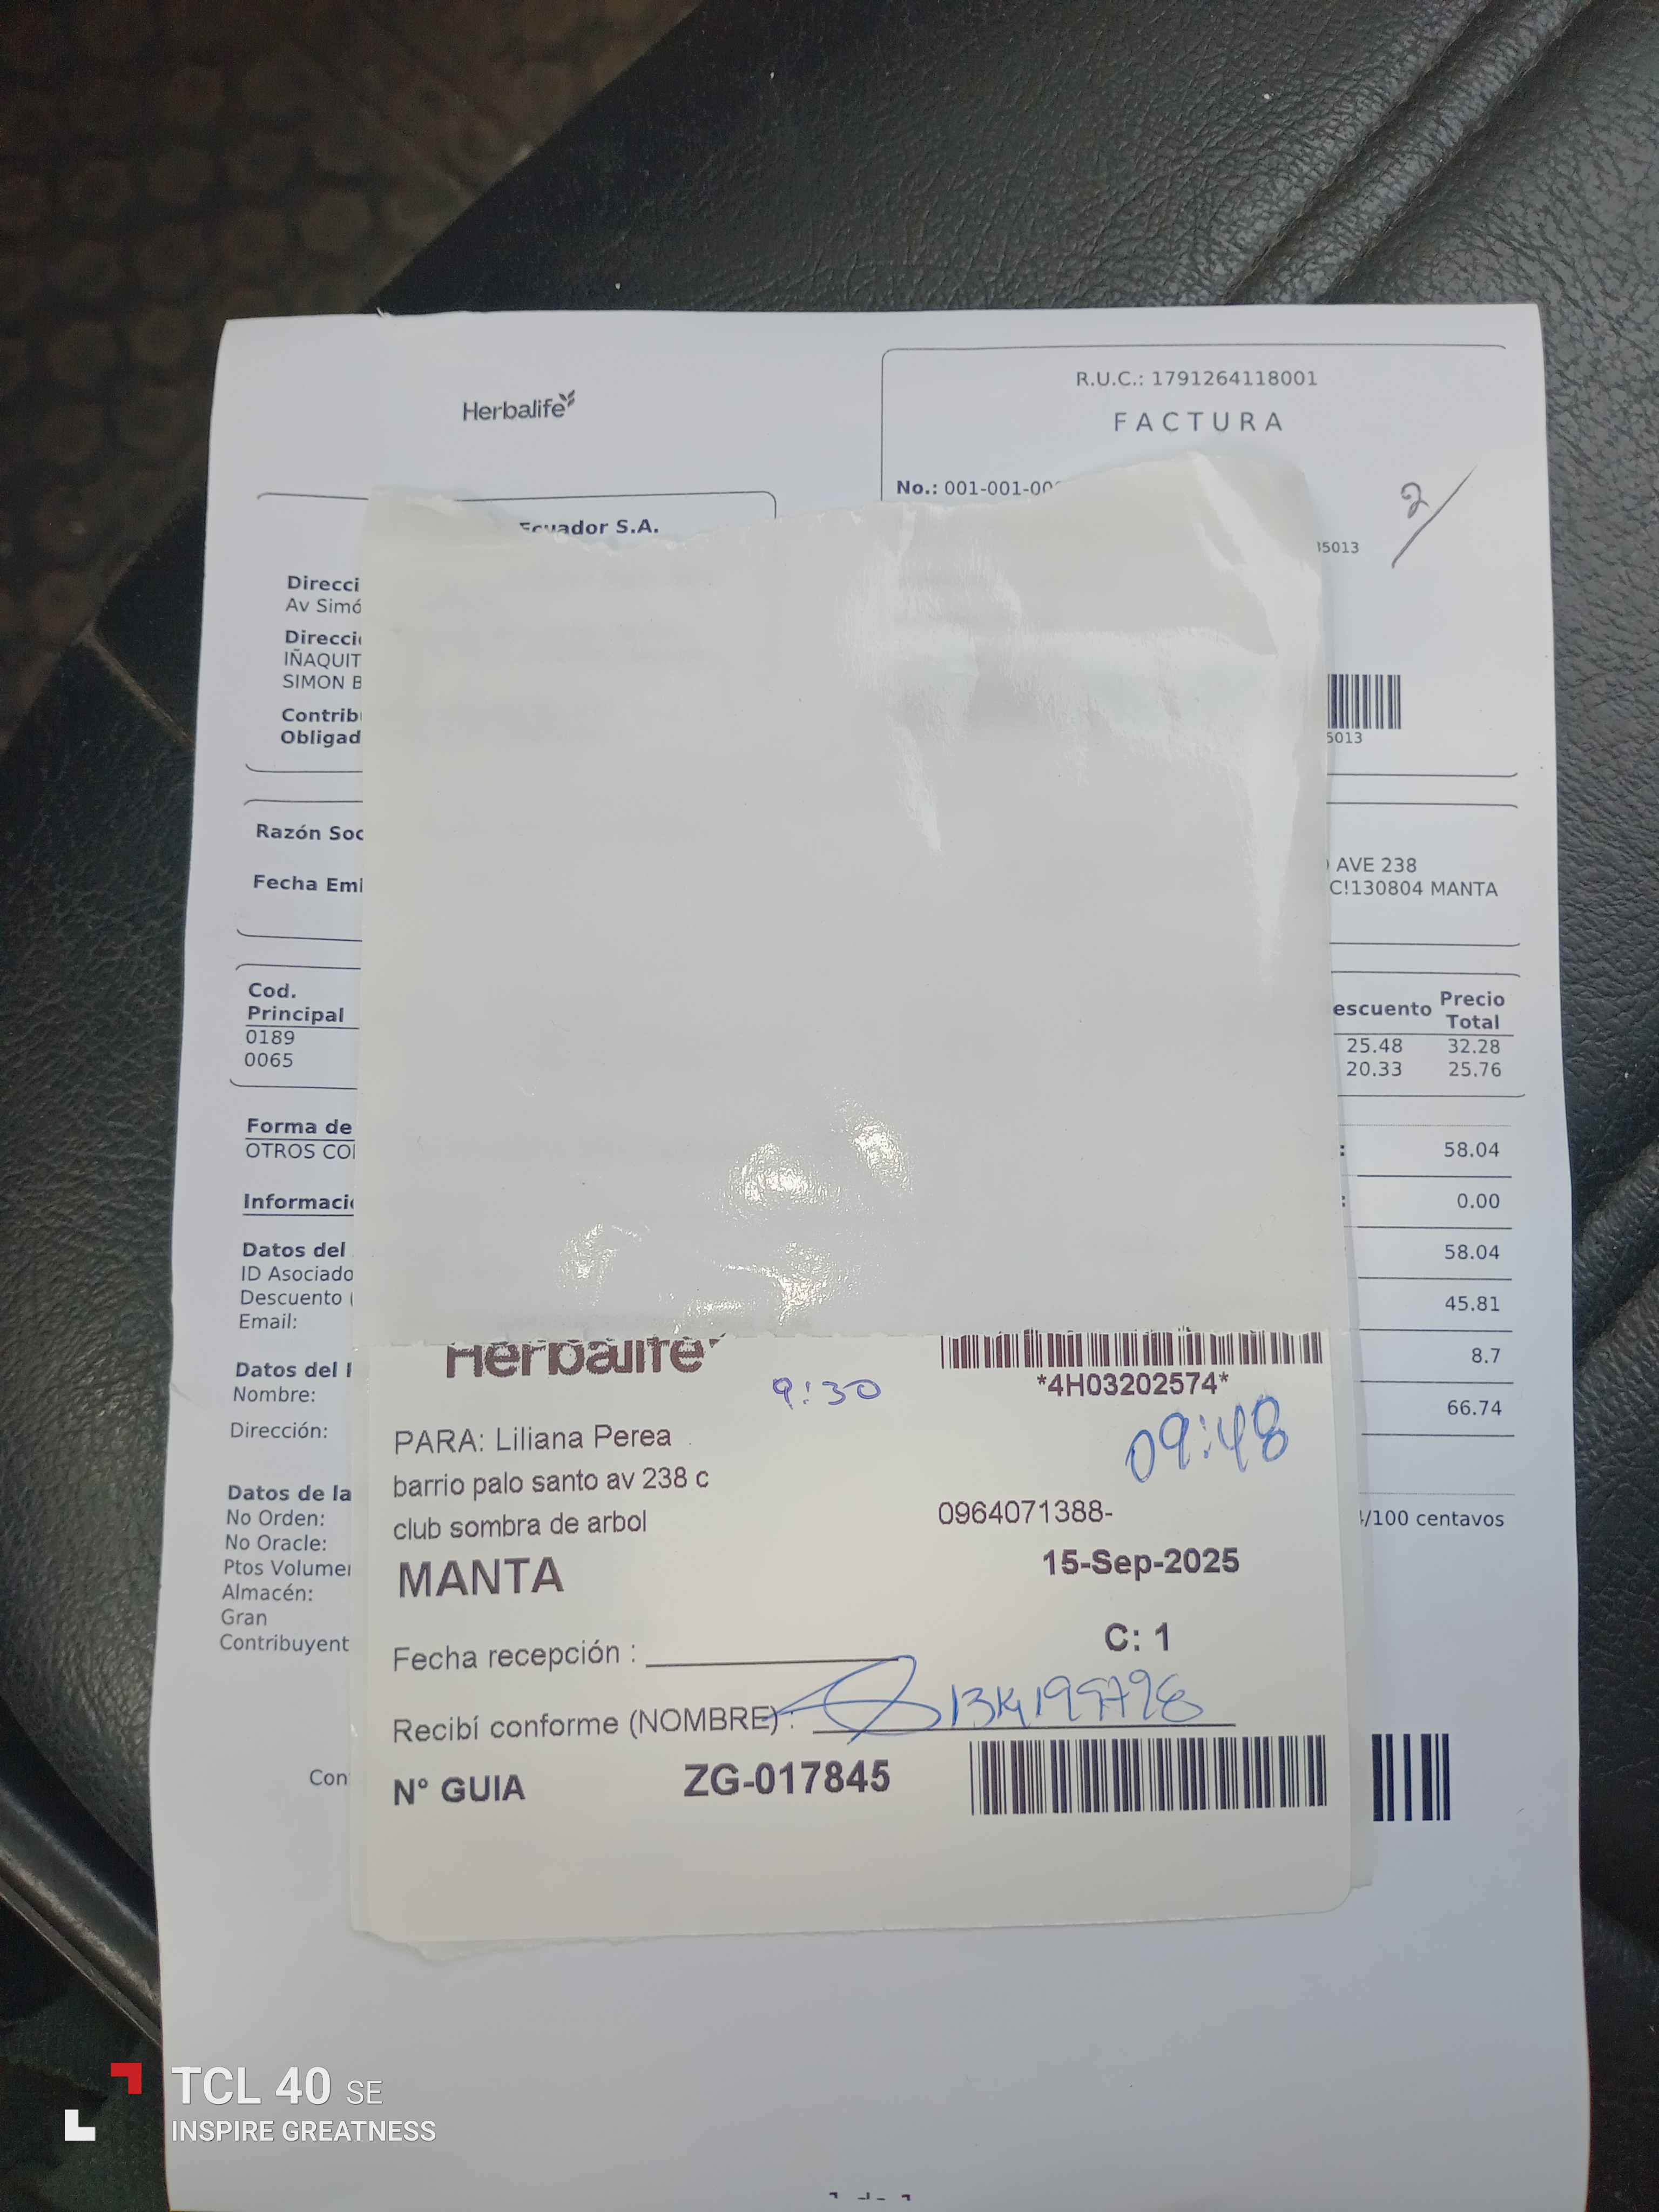 Herbalife
R.U.C.: 1791264118001
FACTURA
No.: 001-001-00
2/
Ecuador S.A.
15013
Direcci
Av Simó
Direcci
IÑAQUIT
SIMON B
Contrib
Obligad
5013
Razón Soc
AVE 238
Fecha Emi
C!130804 MANTA
Cod.
Principal
escuento
Precio
Total
0189
25.48 32.28
0065
20.33 25.76
Forma de
OTROS CO
: 58.04
Informaci
: 0.00
Datos del
58.04
ID Asociado
Descuento (
45.81
Email:
Datos del
8.7
Nombre:
66.74
Dirección:
Datos de la
No Orden:
/100 centavos
No Oracle:
Ptos Volume
Almacén:
Gran
Contribuyent
Con
Herbalife
*4H03202574*
9:30
09:48
PARA: Liliana Perea
barrio palo santo av 238 c
club sombra de arbol
0964071388-
MANTA
15-Sep-2025
C: 1
Fecha recepción :
Recibí conforme (NOMBRE) :
N° GUIA ZG-017845
TCL 40 SE
INSPIRE GREATNESS